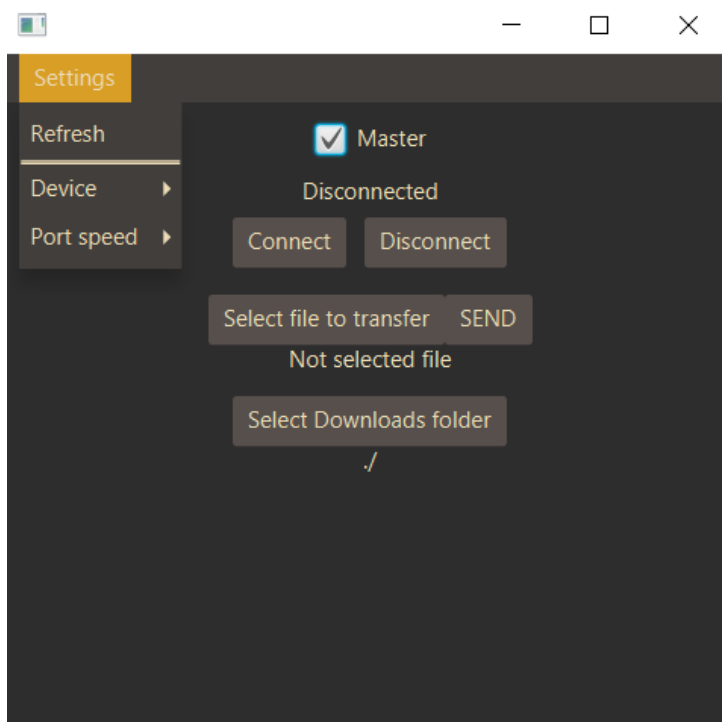 Settings
Refresh
Device
Port speed
Master
Disconnected
Connect Disconnect
Select file to transfer SEND
Not selected file
Select Downloads folder
./